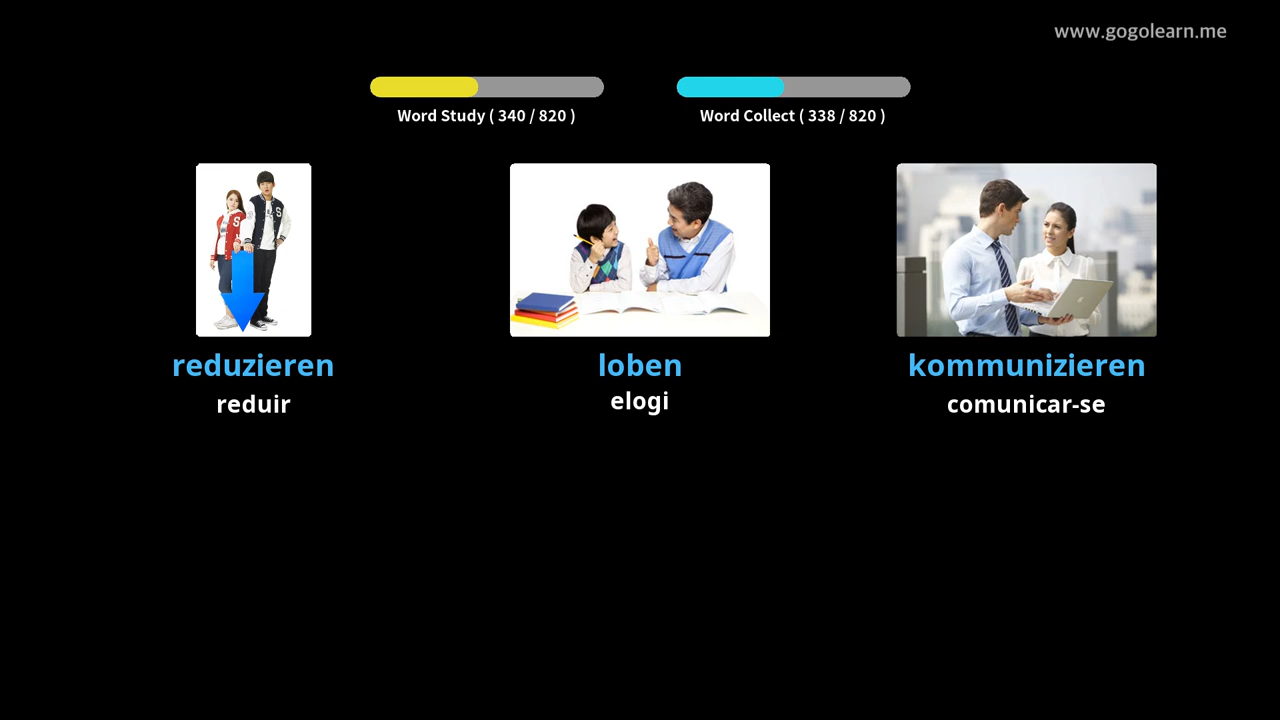 www.gogolearn.me
Word Study ( 340 / 820 )
Word Collect ( 338 / 820 )
reduzieren
reduir
loben
elogi
kommunizieren
comunicar-se